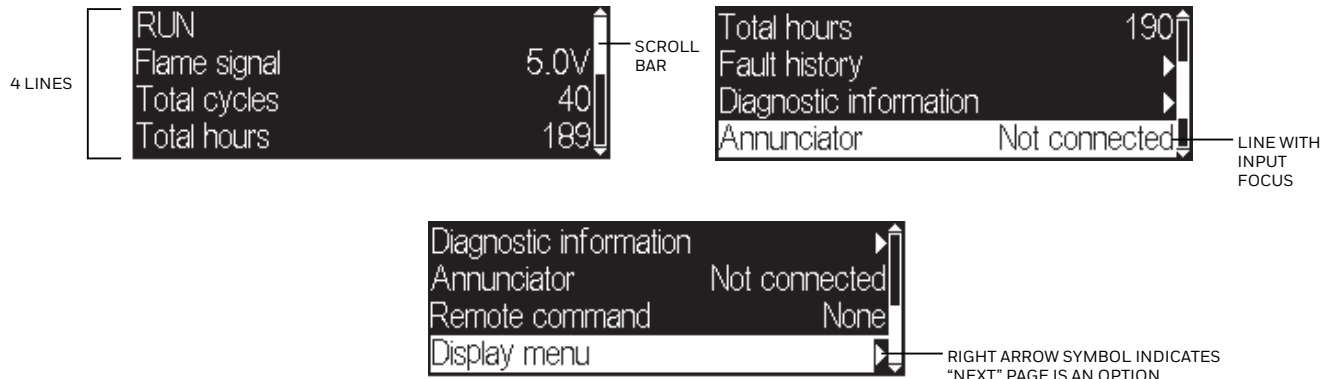 4 LINES
RUN
Flame signal 5.0V
Total cycles 40
Total hours 189
SCROLL
BAR
Total hours 190
Fault history
Diagnostic information
Annunciator Not connected
LINE WITH
INPUT
FOCUS
Diagnostic information
Annunciator Not connected
Remote command None
Display menu
RIGHT ARROW SYMBOL INDICATES
"NEXT" PAGE IS AN OPTION